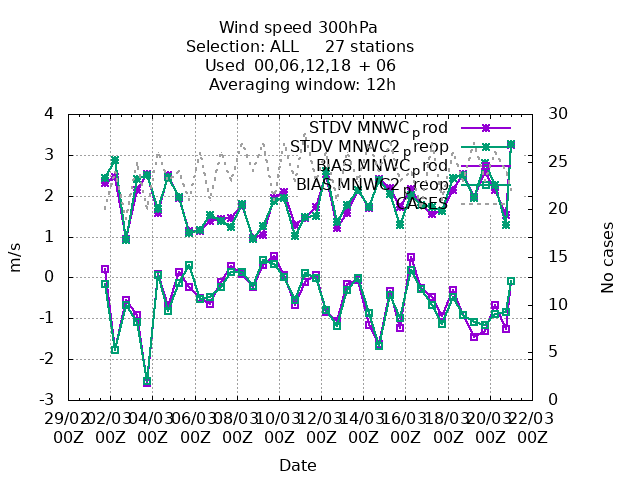 Wind speed 300hPa
Selection: ALL 27 stations
Used 00,06,12,18 + 06
Averaging window: 12h
STDV MNWC_prod
STDV MNWC2_preop
BIAS MNWC_prod
BIAS MNWC2_preop
CASES
4
3
2
1
0
-1
-2
-3
m/s
30
25
20
15
10
5
0
No cases
29/02 02/03 04/03 06/03 08/03 10/03 12/03 14/03 16/03 18/03 20/03 22/03
00Z 00Z 00Z 00Z 00Z 00Z 00Z 00Z 00Z 00Z 00Z 00Z
Date